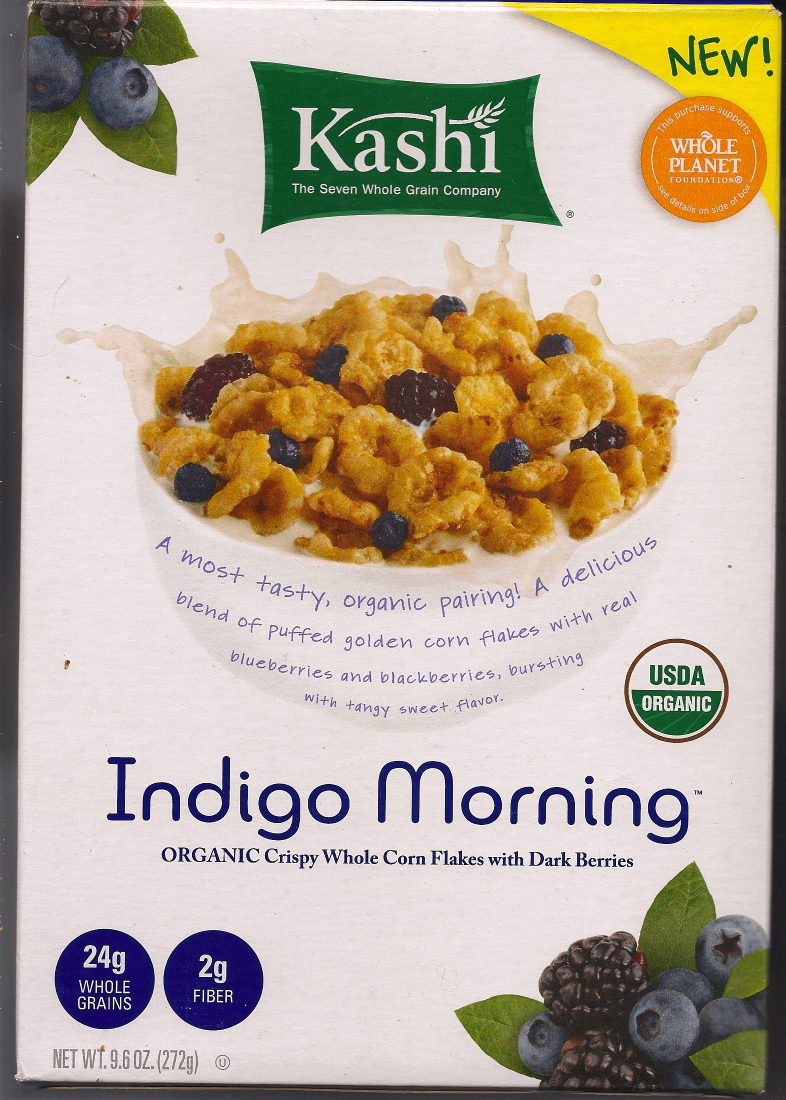 NEW!
This purchase supports
WHOLE
PLANET
FOUNDATION®
see details on side of box
Kashi
The Seven Whole Grain Company
®
A most tasty, organic pairing! A delicious
blend of puffed golden corn flakes with real
blueberries and blackberries, bursting
with tangy sweet flavor.
USDA
ORGANIC
Indigo Morning™
ORGANIC Crispy Whole Corn Flakes with Dark Berries
24g
WHOLE
GRAINS
2g
FIBER
NET WT. 9.6 OZ. (272g) U